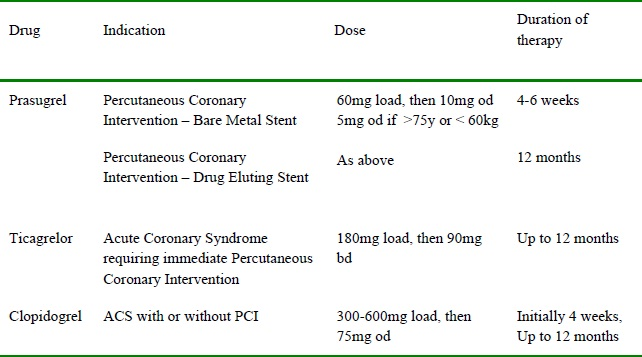 Drug
Indication
Dose
Duration of
therapy
Prasugrel
Percutaneous Coronary
Intervention – Bare Metal Stent
60mg load, then 10mg od
5mg od if >75y or < 60kg
4-6 weeks
Percutaneous Coronary
Intervention – Drug Eluting Stent
As above
12 months
Ticagrelor
Acute Coronary Syndrome
requiring immediate Percutaneous
Coronary Intervention
180mg load, then 90mg
bd
Up to 12 months
Clopidogrel
ACS with or without PCI
300-600mg load, then
75mg od
Initially 4 weeks,
Up to 12 months